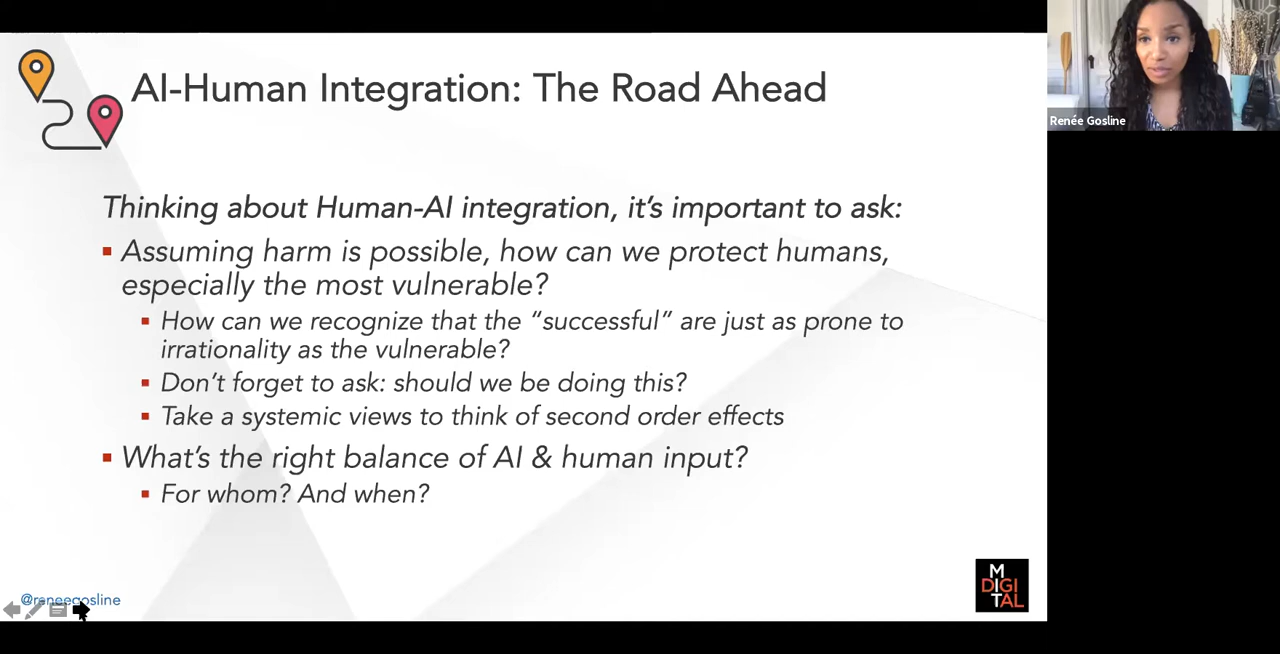 AI-Human Integration: The Road Ahead
Renée Gosline
Thinking about Human-AI integration, it's important to ask:
Assuming harm is possible, how can we protect humans,
especially the most vulnerable?
How can we recognize that the “successful” are just as prone to
irrationality as the vulnerable?
Don't forget to ask: should we be doing this?
Take a systemic views to think of second order effects
What's the right balance of AI & human input?
For whom? And when?
@reneegosline
M
DIGI
TAL